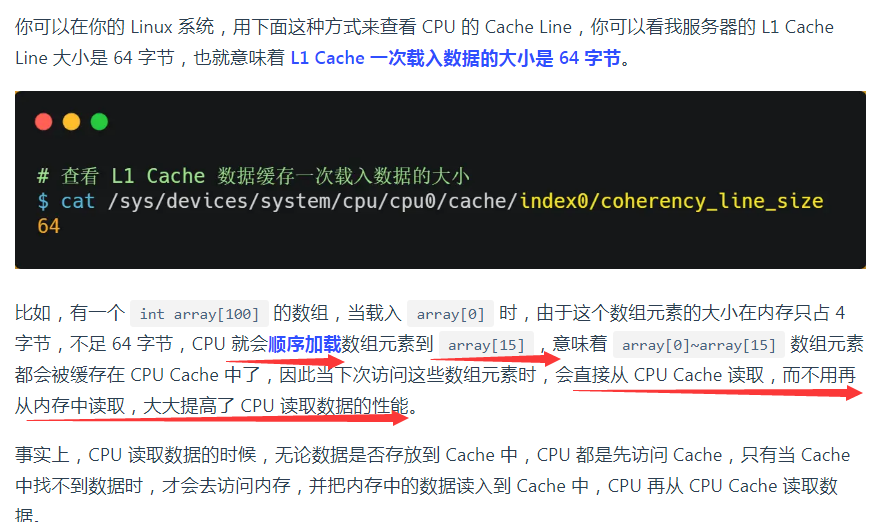 你可以在你的 Linux 系统，用下面这种方式来查看 CPU 的 Cache Line，你可以看我服务器的 L1 Cache
Line 大小是 64 字节，也就意味着 L1 Cache 一次载入数据的大小是 64 字节。
# 查看 L1 Cache 数据缓存一次载入数据的大小
$ cat /sys/devices/system/cpu/cpu0/cache/index0/coherency_line_size
64
比如，有一个 int array[100] 的数组，当载入 array[0] 时，由于这个数组元素的大小在内存只占 4
字节，不足 64 字节，CPU 就会顺序加载数组元素到 array[15] ，意味着 array[0]~array[15] 数组元素
都会被缓存在 CPU Cache 中了，因此当下次访问这些数组元素时，会直接从 CPU Cache 读取，而不用再
从内存中读取，大大提高了 CPU 读取数据的性能。
事实上，CPU 读取数据的时候，无论数据是否存放到 Cache 中，CPU 都是先访问 Cache，只有当 Cache
中找不到数据时，才会去访问内存，并把内存中的数据读入到 Cache 中，CPU 再从 CPU Cache 读取数
据。